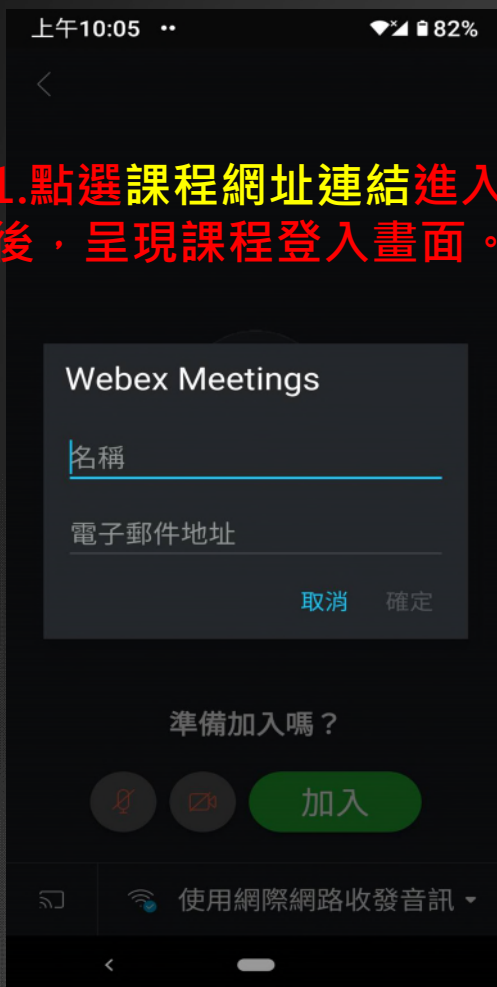 上午10:05
82%
1.點選課程網址連結進入
後，呈現課程登入畫面。
Webex Meetings
名稱
電子郵件地址
取消 確定
準備加入嗎？
加入
使用網際網路收發音訊